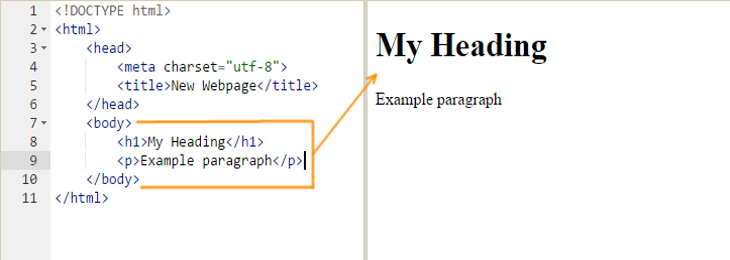 1 <!DOCTYPE html>
2 <html>
3 <head>
4 <meta charset="utf-8">
5 <title>New Webpage</title>
6 </head>
7 <body>
8 <h1>My Heading</h1>
9 <p>Example paragraph</p>
10 </body>
11 </html>
My Heading
Example paragraph